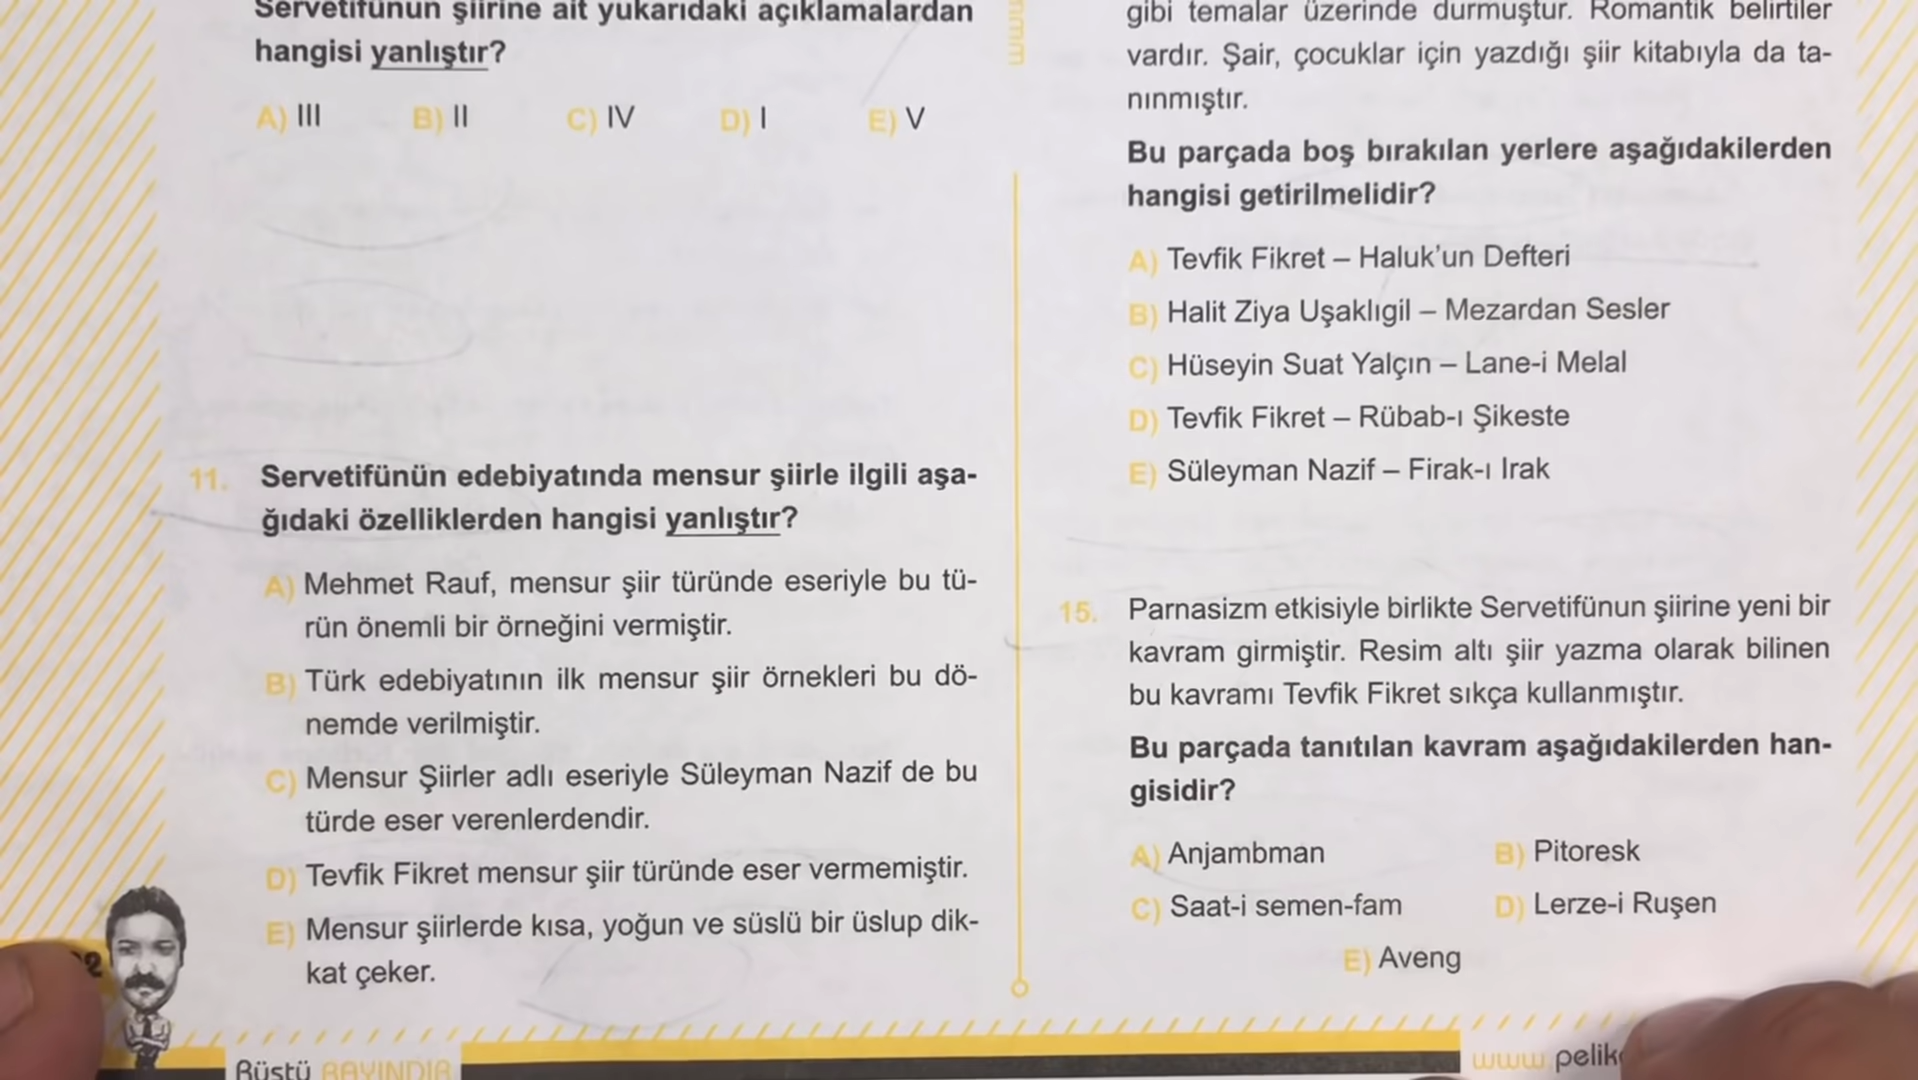 Servetifünun şiirine ait yukarıdaki açıklamalardan
hangisi yanlıştır?
A) III B) II C) IV D) I E) V
11. Servetifünün edebiyatında mensur şiirle ilgili aşa-
ğıdaki özelliklerden hangisi yanlıştır?
A) Mehmet Rauf, mensur şiir türünde eseriyle bu tü-
rün önemli bir örneğini vermiştir.
B) Türk edebiyatının ilk mensur şiir örnekleri bu dö-
nemde verilmiştir.
C) Mensur Şiirler adlı eseriyle Süleyman Nazif de bu
türde eser verenlerdendir.
D) Tevfik Fikret mensur şiir türünde eser vermemiştir.
E) Mensur şiirlerde kısa, yoğun ve süslü bir üslup dik-
kat çeker.
gibi temalar üzerinde durmuştur. Romantik belirtiler
vardır. Şair, çocuklar için yazdığı şiir kitabıyla da ta-
nınmıştır.
Bu parçada boş bırakılan yerlere aşağıdakilerden
hangisi getirilmelidir?
A) Tevfik Fikret – Haluk'un Defteri
B) Halit Ziya Uşaklıgil – Mezardan Sesler
C) Hüseyin Suat Yalçın – Lane-i Melal
D) Tevfik Fikret – Rübab-ı Şikeste
E) Süleyman Nazif – Firak-ı Irak
15. Parnasizm etkisiyle birlikte Servetifünun şiirine yeni bir
kavram girmiştir. Resim altı şiir yazma olarak bilinen
bu kavramı Tevfik Fikret sıkça kullanmıştır.
Bu parçada tanıtılan kavram aşağıdakilerden han-
gisidir?
A) Anjambman B) Pitoresk
C) Saat-i semen-fam D) Lerze-i Ruşen
E) Aveng
Rüştü BAYINDIR
www